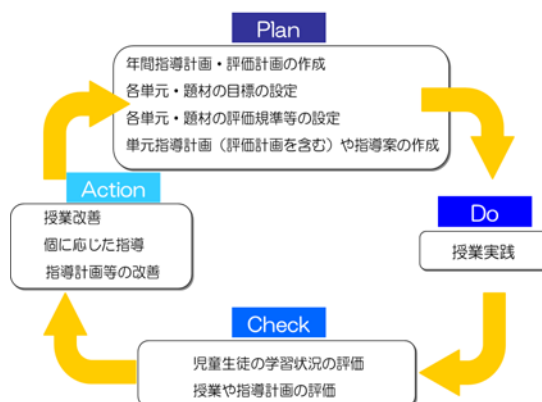 Plan
年間指導計画・評価計画の作成
各単元・題材の目標の設定
各単元・題材の評価規準等の設定
単元指導計画（評価計画を含む）や指導案の作成
Do
授業実践
Check
児童生徒の学習状況の評価
授業や指導計画の評価
Action
授業改善
個に応じた指導
指導計画等の改善